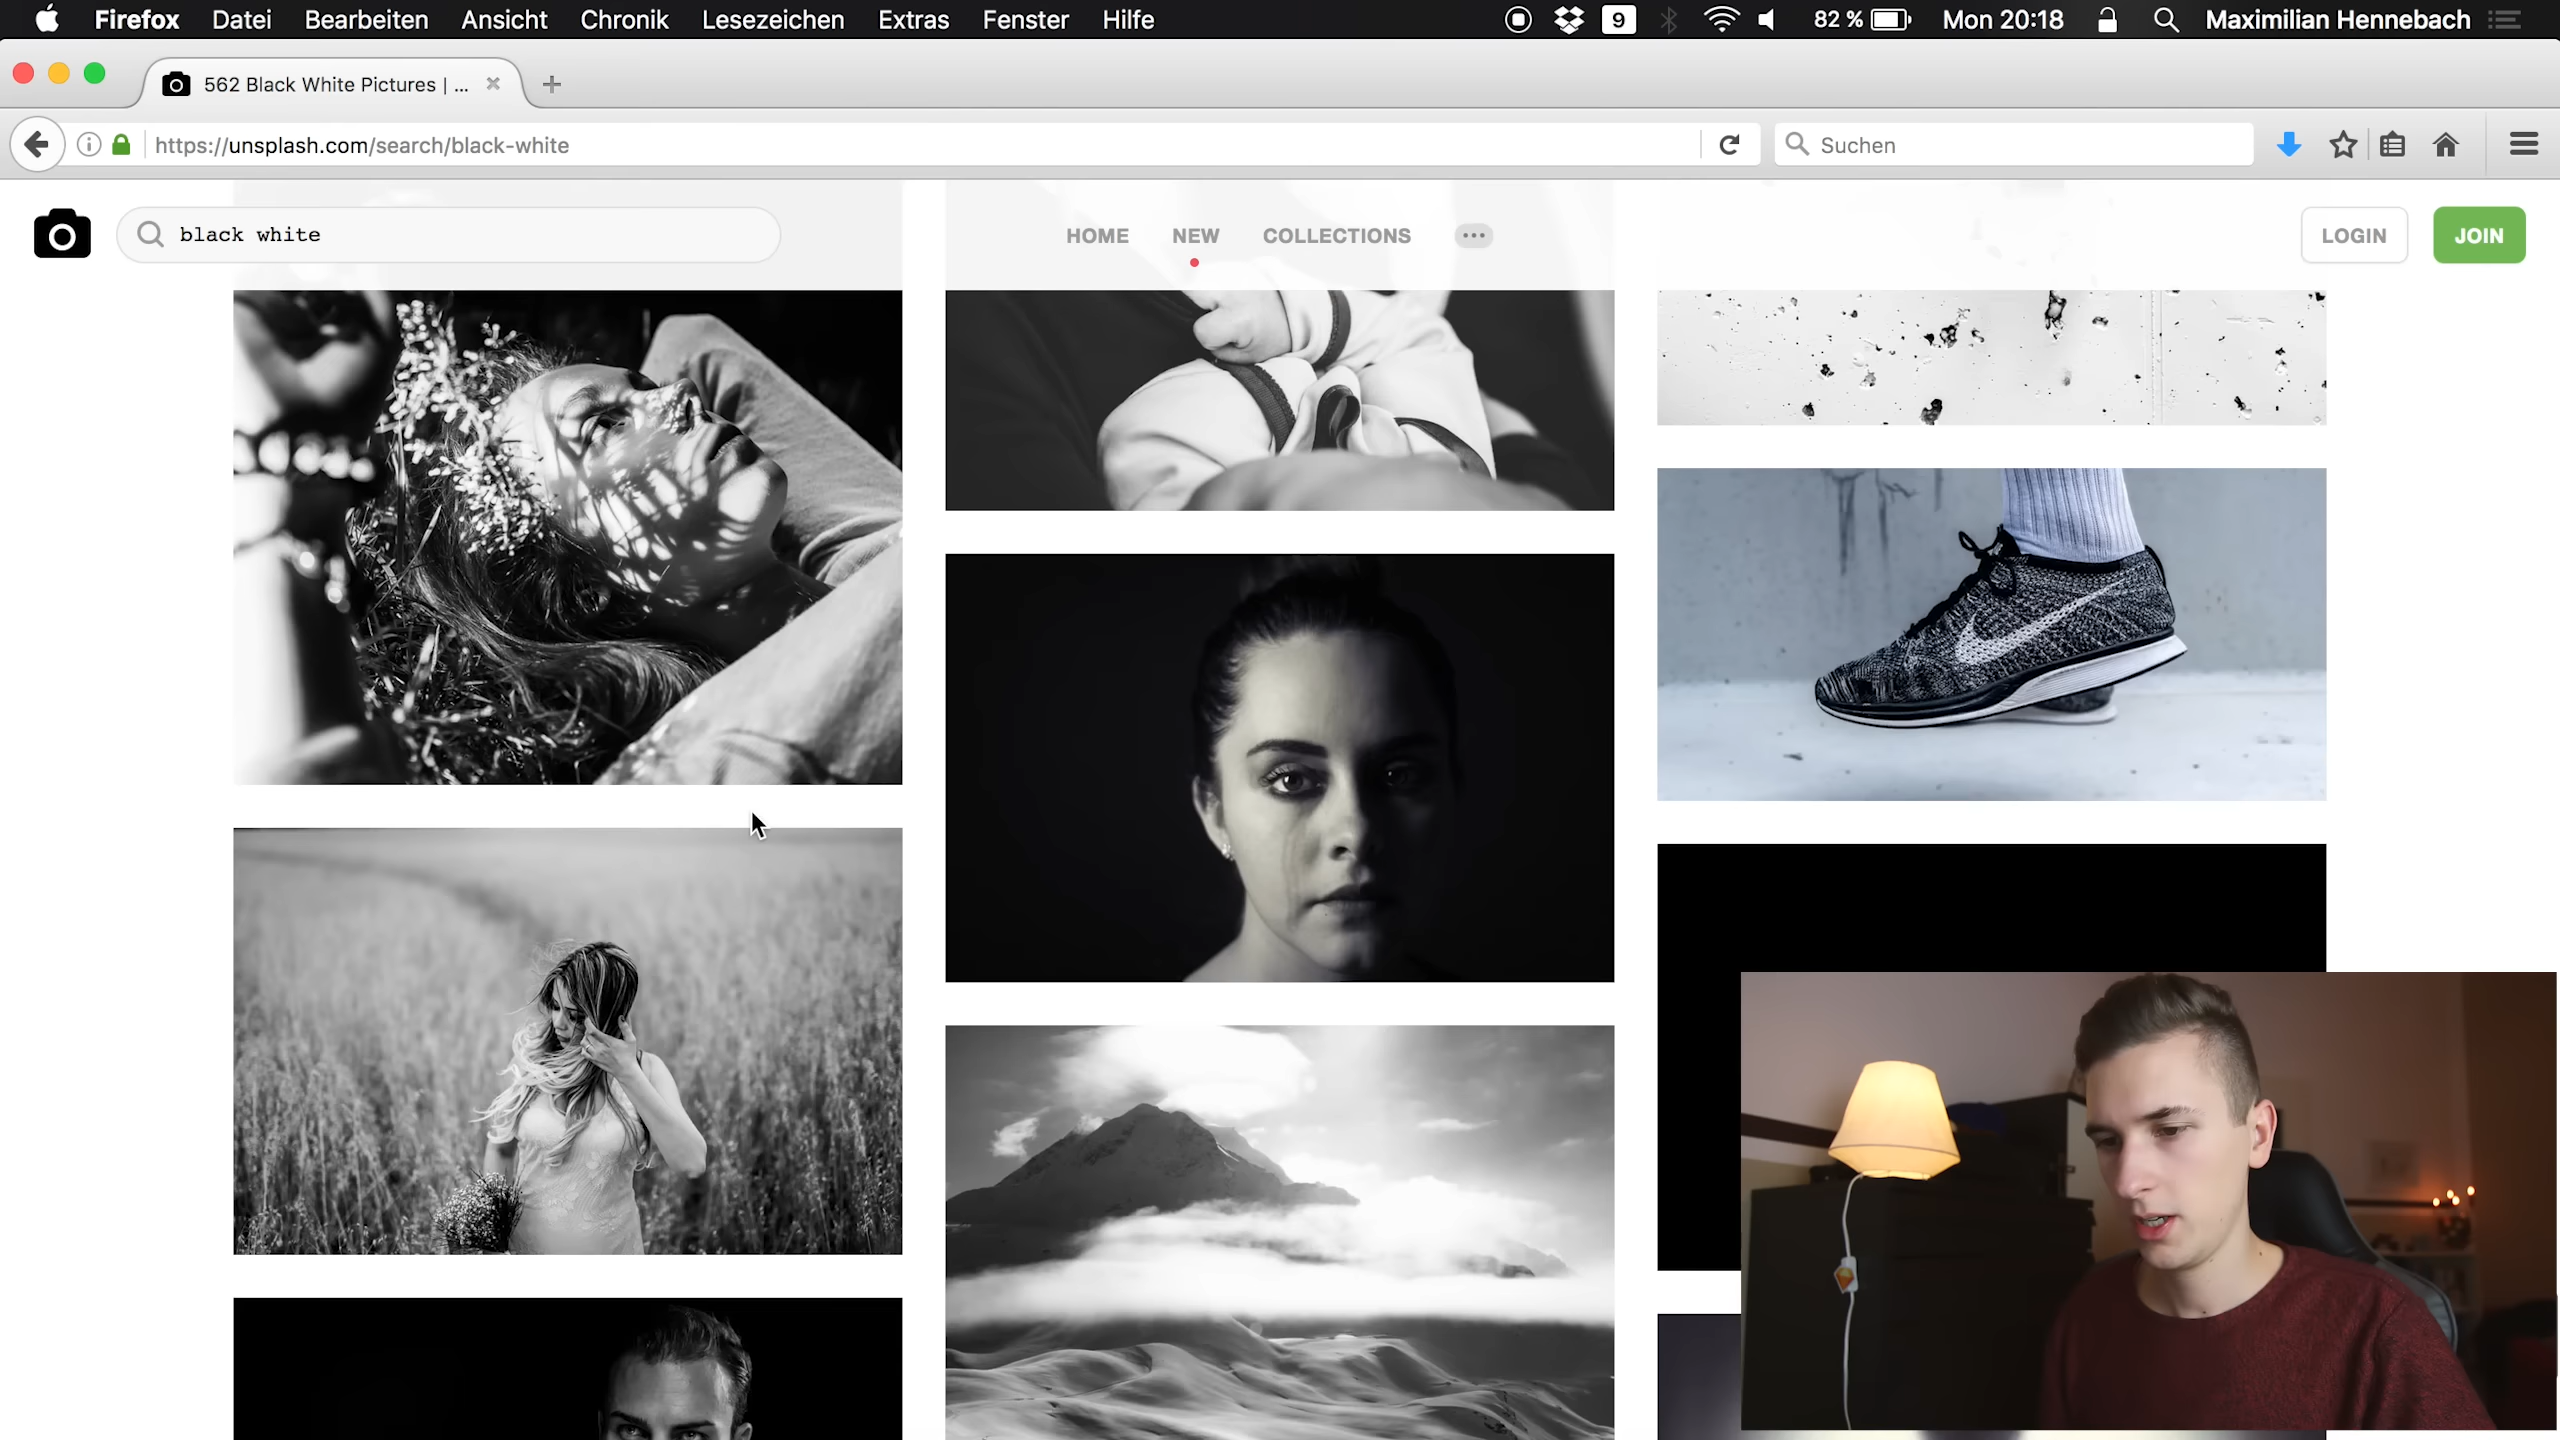 Firefox Datei Bearbeiten Ansicht Chronik Lesezeichen Extras Fenster Hilfe 9 82 % Mon 20:18 Maximilian Hennebach
562 Black White Pictures | ...
https://unsplash.com/search/black-white Suchen
black white HOME NEW COLLECTIONS LOGIN JOIN